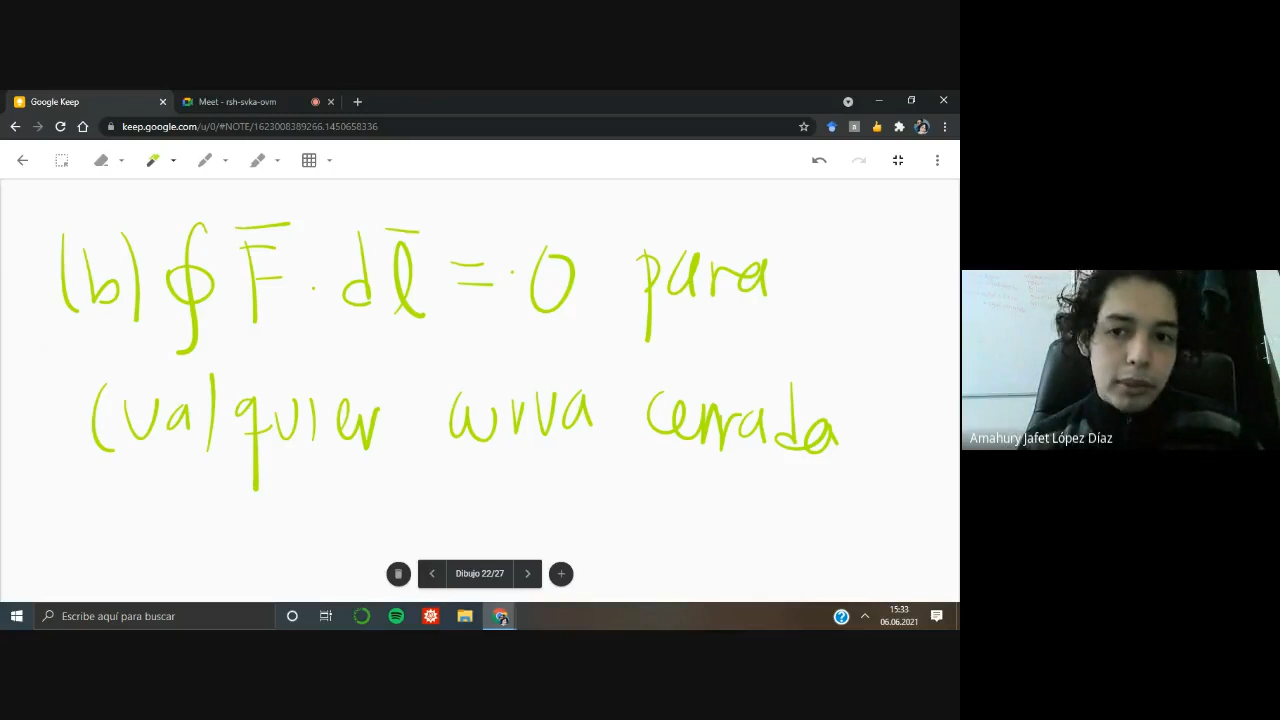 Google Keep
Meet - rsh-svka-ovm
keep.google.com/u/0/#NOTE/1623008389266.1450658336
(b) ∮ F̅ · d l̅ = 0 para
cualquier curva cerrada
Amahury Jafet López Díaz
Dibujo 22/27
Escribe aquí para buscar
15:33
06.06.2021